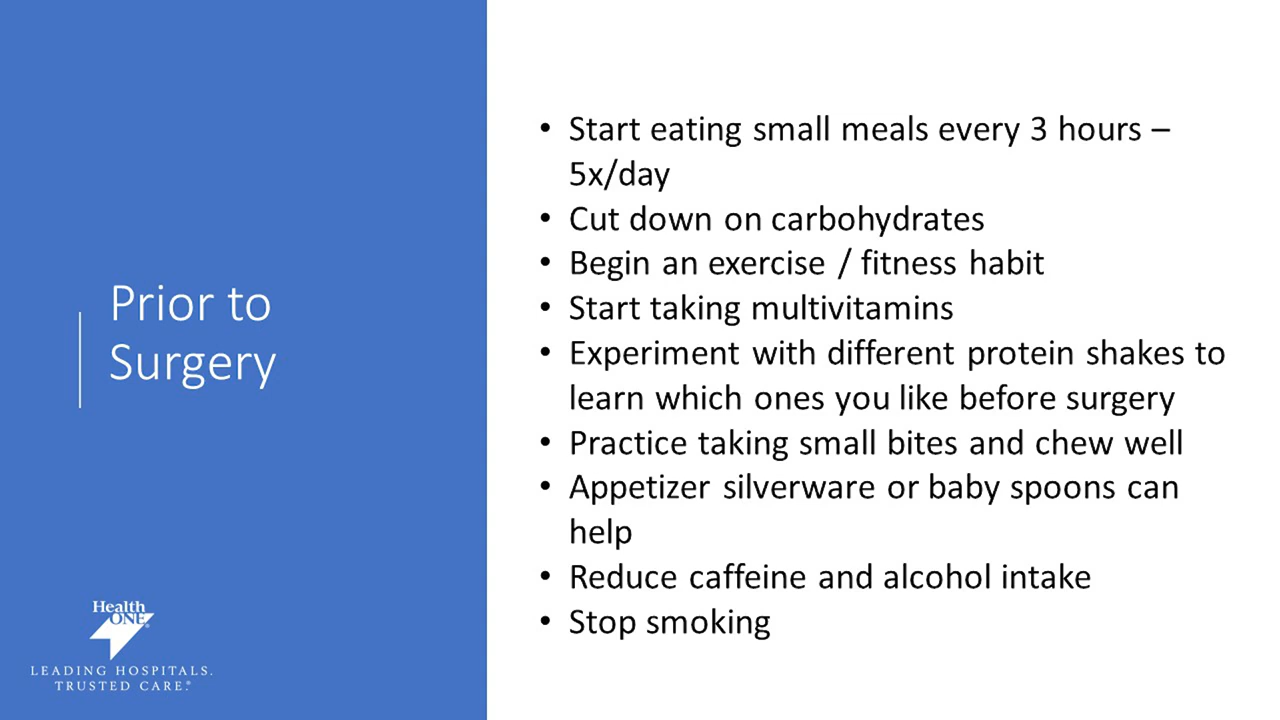 Prior to
Surgery
• Start eating small meals every 3 hours –
5x/day
• Cut down on carbohydrates
• Begin an exercise / fitness habit
• Start taking multivitamins
• Experiment with different protein shakes to
learn which ones you like before surgery
• Practice taking small bites and chew well
• Appetizer silverware or baby spoons can
help
• Reduce caffeine and alcohol intake
• Stop smoking
Health
ONE®
LEADING HOSPITALS.
TRUSTED CARE.®